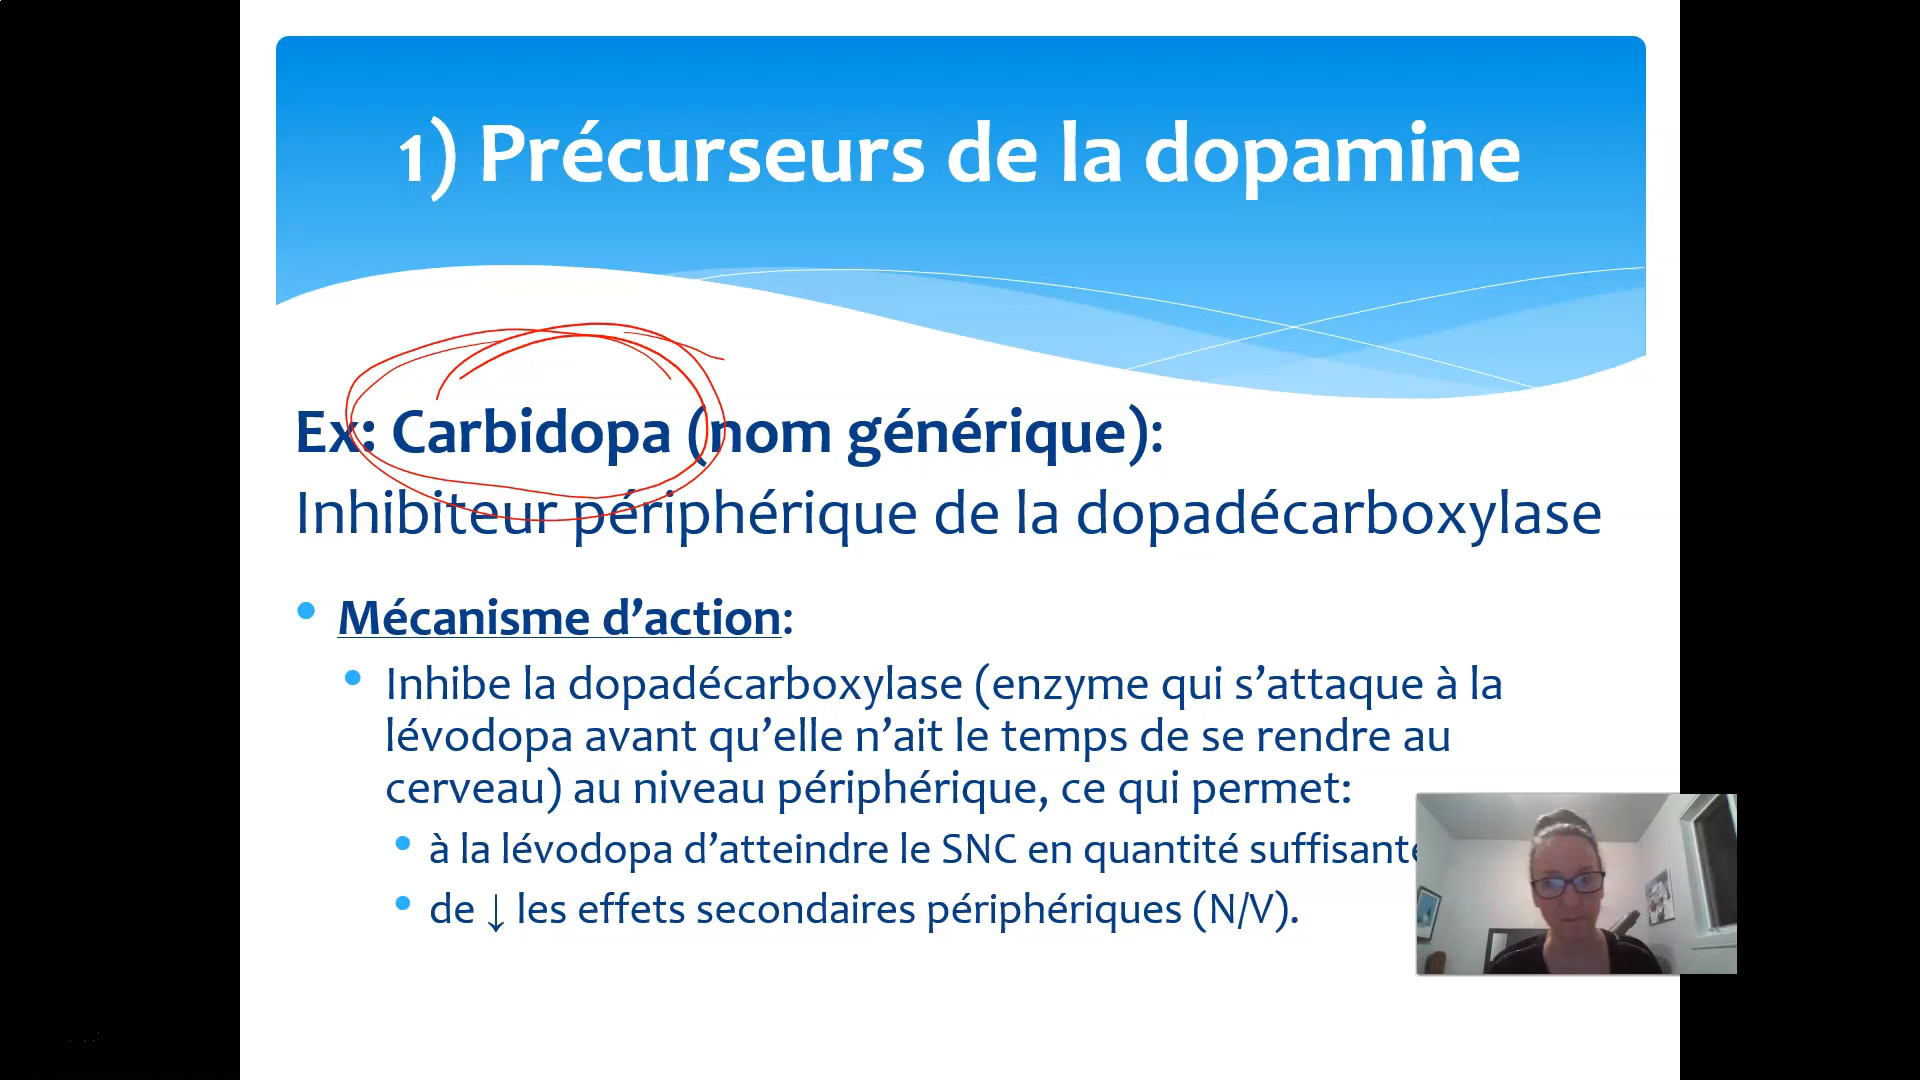 1) Précurseurs de la dopamine
Ex: Carbidopa (nom générique):
Inhibiteur périphérique de la dopadécarboxylase
• Mécanisme d’action:
• Inhibe la dopadécarboxylase (enzyme qui s’attaque à la
lévodopa avant qu’elle n’ait le temps de se rendre au
cerveau) au niveau périphérique, ce qui permet:
• à la lévodopa d’atteindre le SNC en quantité suffisante
• de ↓ les effets secondaires périphériques (N/V).